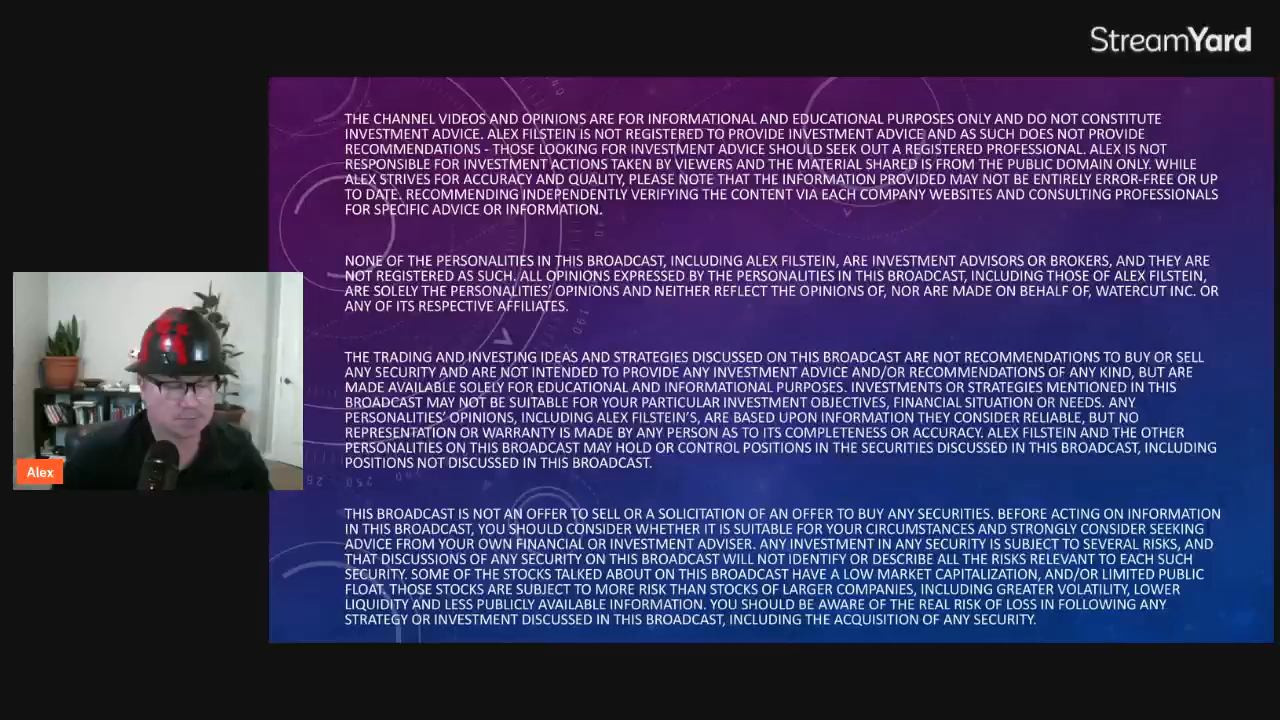 StreamYard
THE CHANNEL VIDEOS AND OPINIONS ARE FOR INFORMATIONAL AND EDUCATIONAL PURPOSES ONLY AND DO NOT CONSTITUTE
INVESTMENT ADVICE. ALEX FILSTEIN IS NOT REGISTERED TO PROVIDE INVESTMENT ADVICE AND AS SUCH DOES NOT PROVIDE
RECOMMENDATIONS - THOSE LOOKING FOR INVESTMENT ADVICE SHOULD SEEK OUT A REGISTERED PROFESSIONAL. ALEX IS NOT
RESPONSIBLE FOR INVESTMENT ACTIONS TAKEN BY VIEWERS AND THE MATERIAL SHARED IS FROM THE PUBLIC DOMAIN ONLY. WHILE
ALEX STRIVES FOR ACCURACY AND QUALITY, PLEASE NOTE THAT THE INFORMATION PROVIDED MAY NOT BE ENTIRELY ERROR-FREE OR UP
TO DATE. RECOMMENDING INDEPENDENTLY VERIFYING THE CONTENT VIA EACH COMPANY WEBSITES AND CONSULTING PROFESSIONALS
FOR SPECIFIC ADVICE OR INFORMATION.
NONE OF THE PERSONALITIES IN THIS BROADCAST, INCLUDING ALEX FILSTEIN, ARE INVESTMENT ADVISORS OR BROKERS, AND THEY ARE
NOT REGISTERED AS SUCH. ALL OPINIONS EXPRESSED BY THE PERSONALITIES IN THIS BROADCAST, INCLUDING THOSE OF ALEX FILSTEIN,
ARE SOLELY THE PERSONALITIES' OPINIONS AND NEITHER REFLECT THE OPINIONS OF, NOR ARE MADE ON BEHALF OF, WATERCUT INC. OR
ANY OF ITS RESPECTIVE AFFILIATES.
THE TRADING AND INVESTING IDEAS AND STRATEGIES DISCUSSED ON THIS BROADCAST ARE NOT RECOMMENDATIONS TO BUY OR SELL
ANY SECURITY AND ARE NOT INTENDED TO PROVIDE ANY INVESTMENT ADVICE AND/OR RECOMMENDATIONS OF ANY KIND, BUT ARE
MADE AVAILABLE SOLELY FOR EDUCATIONAL AND INFORMATIONAL PURPOSES. INVESTMENTS OR STRATEGIES MENTIONED IN THIS
BROADCAST MAY NOT BE SUITABLE FOR YOUR PARTICULAR INVESTMENT OBJECTIVES, FINANCIAL SITUATION OR NEEDS. ANY
PERSONALITIES' OPINIONS, INCLUDING ALEX FILSTEIN'S, ARE BASED UPON INFORMATION THEY CONSIDER RELIABLE, BUT NO
REPRESENTATION OR WARRANTY IS MADE BY ANY PERSON AS TO ITS COMPLETENESS OR ACCURACY. ALEX FILSTEIN AND THE OTHER
PERSONALITIES ON THIS BROADCAST MAY HOLD OR CONTROL POSITIONS IN THE SECURITIES DISCUSSED IN THIS BROADCAST, INCLUDING
POSITIONS NOT DISCUSSED IN THIS BROADCAST.
Alex
THIS BROADCAST IS NOT AN OFFER TO SELL OR A SOLICITATION OF AN OFFER TO BUY ANY SECURITIES. BEFORE ACTING ON INFORMATION
IN THIS BROADCAST, YOU SHOULD CONSIDER WHETHER IT IS SUITABLE FOR YOUR CIRCUMSTANCES AND STRONGLY CONSIDER SEEKING
ADVICE FROM YOUR OWN FINANCIAL OR INVESTMENT ADVISER. ANY INVESTMENT IN ANY SECURITY IS SUBJECT TO SEVERAL RISKS, AND
THAT DISCUSSIONS OF ANY SECURITY ON THIS BROADCAST WILL NOT IDENTIFY OR DESCRIBE ALL THE RISKS RELEVANT TO EACH SUCH
SECURITY. SOME OF THE STOCKS TALKED ABOUT ON THIS BROADCAST HAVE A LOW MARKET CAPITALIZATION, AND/OR LIMITED PUBLIC
FLOAT. THOSE STOCKS ARE SUBJECT TO MORE RISK THAN STOCKS OF LARGER COMPANIES, INCLUDING GREATER VOLATILITY, LOWER
LIQUIDITY AND LESS PUBLICLY AVAILABLE INFORMATION. YOU SHOULD BE AWARE OF THE REAL RISK OF LOSS IN FOLLOWING ANY
STRATEGY OR INVESTMENT DISCUSSED IN THIS BROADCAST, INCLUDING THE ACQUISITION OF ANY SECURITY.